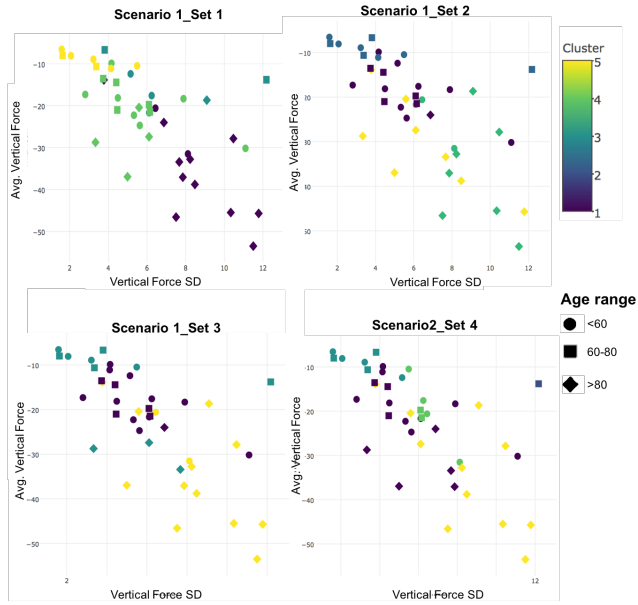 Scenario 1_Set 1
Avg. Vertical Force
−10
−20
−30
−40
−50
2
4
6
8
10
12
Vertical Force SD
Scenario 1_Set 2
Avg. Vertical Force
−10
2
4
6
8
10
12
Vertical Force SD
Cluster
5
4
3
2
1
Scenario 1_Set 3
Avg. Vertical Force
−10
−20
−30
−40
−50
2
Vertical Force SD
Scenario2_Set 4
Avg. Vertical Force
−10
−20
−30
−40
−50
12
Vertical Force SD
Age range
<60
60-80
>80